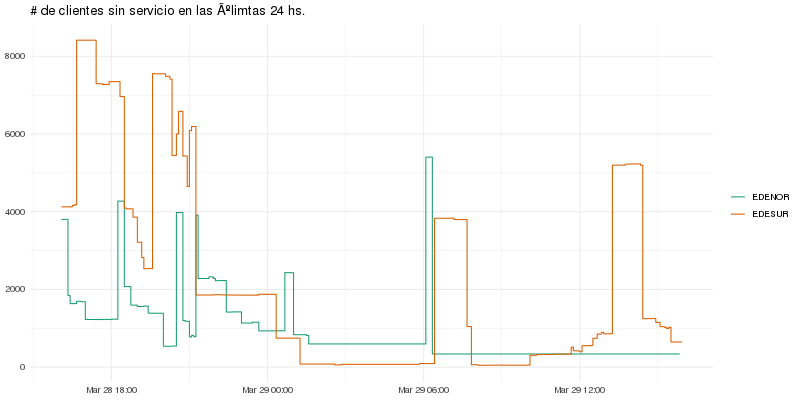 # de clientes sin servicio en las Ãºlimtas 24 hs.
8000
6000
4000
2000
0
Mar 28 18:00
Mar 29 00:00
Mar 29 06:00
Mar 29 12:00
EDENOR
EDESUR